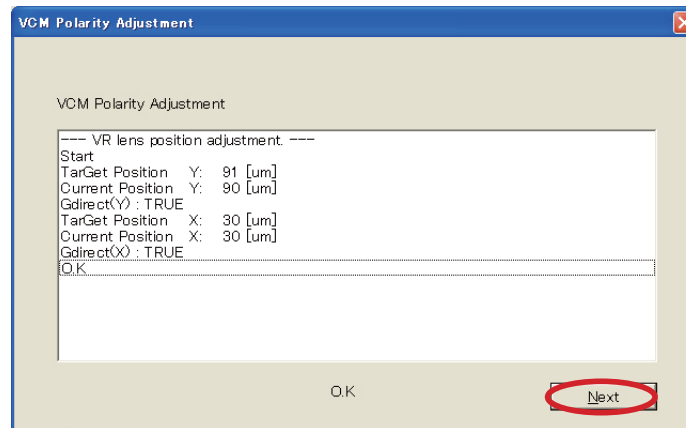 VCM Polarity Adjustment
VCM Polarity Adjustment
--- VR lens position adjustment. ---
Start
TarGet Position Y: 91 [um]
Current Position Y: 90 [um]
Gdirect(Y) : TRUE
TarGet Position X: 30 [um]
Current Position X: 30 [um]
Gdirect(X) : TRUE
O.K
O.K
Next